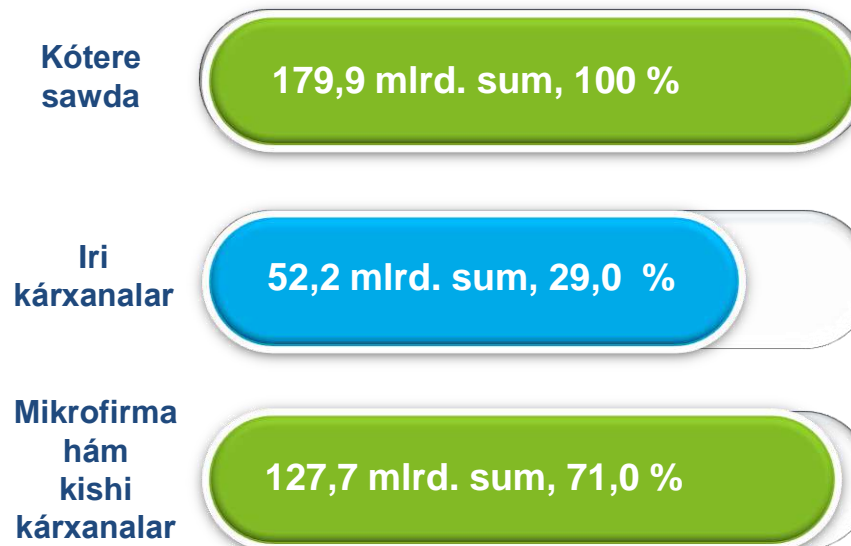 Kótere
sawda
179,9 mlrd. sum, 100 %
Iri
kárxanalar
52,2 mlrd. sum, 29,0 %
Mikrofirma
hám
kishi
kárxanalar
127,7 mlrd. sum, 71,0 %